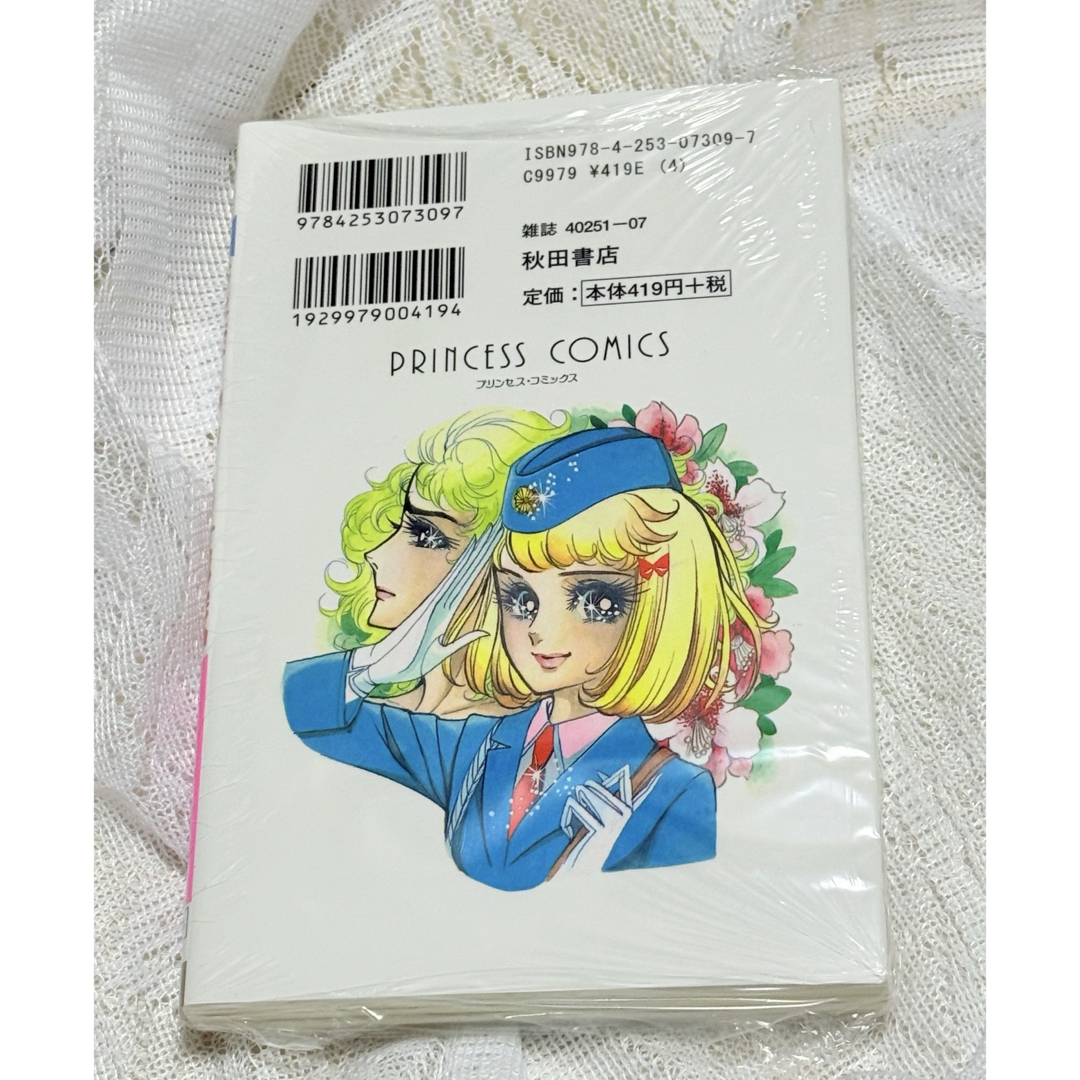 ISBN978-4-253-07309-7
C9979 ¥419E (4)
9784253073097
雑誌 40251-07
秋田書店
定価：本体419円+税
1929979004194
PRINCESS COMICS
プリンセス・コミックス